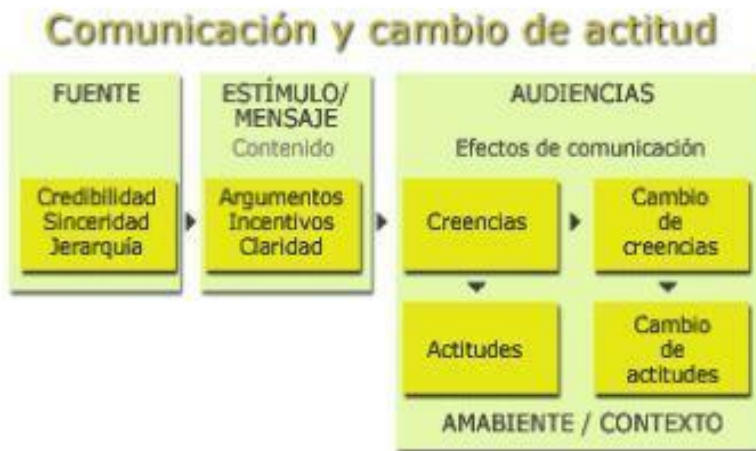 Comunicación y cambio de actitud
FUENTE
Credibilidad
Sinceridad
Jerarquía
ESTÍMULO/
MENSAJE
Contenido
Argumentos
Incentivos
Claridad
AUDIENCIAS
Efectos de comunicación
Creencias
Cambio
de
creencias
Actitudes
Cambio
de
actitudes
AMABIENTE / CONTEXTO